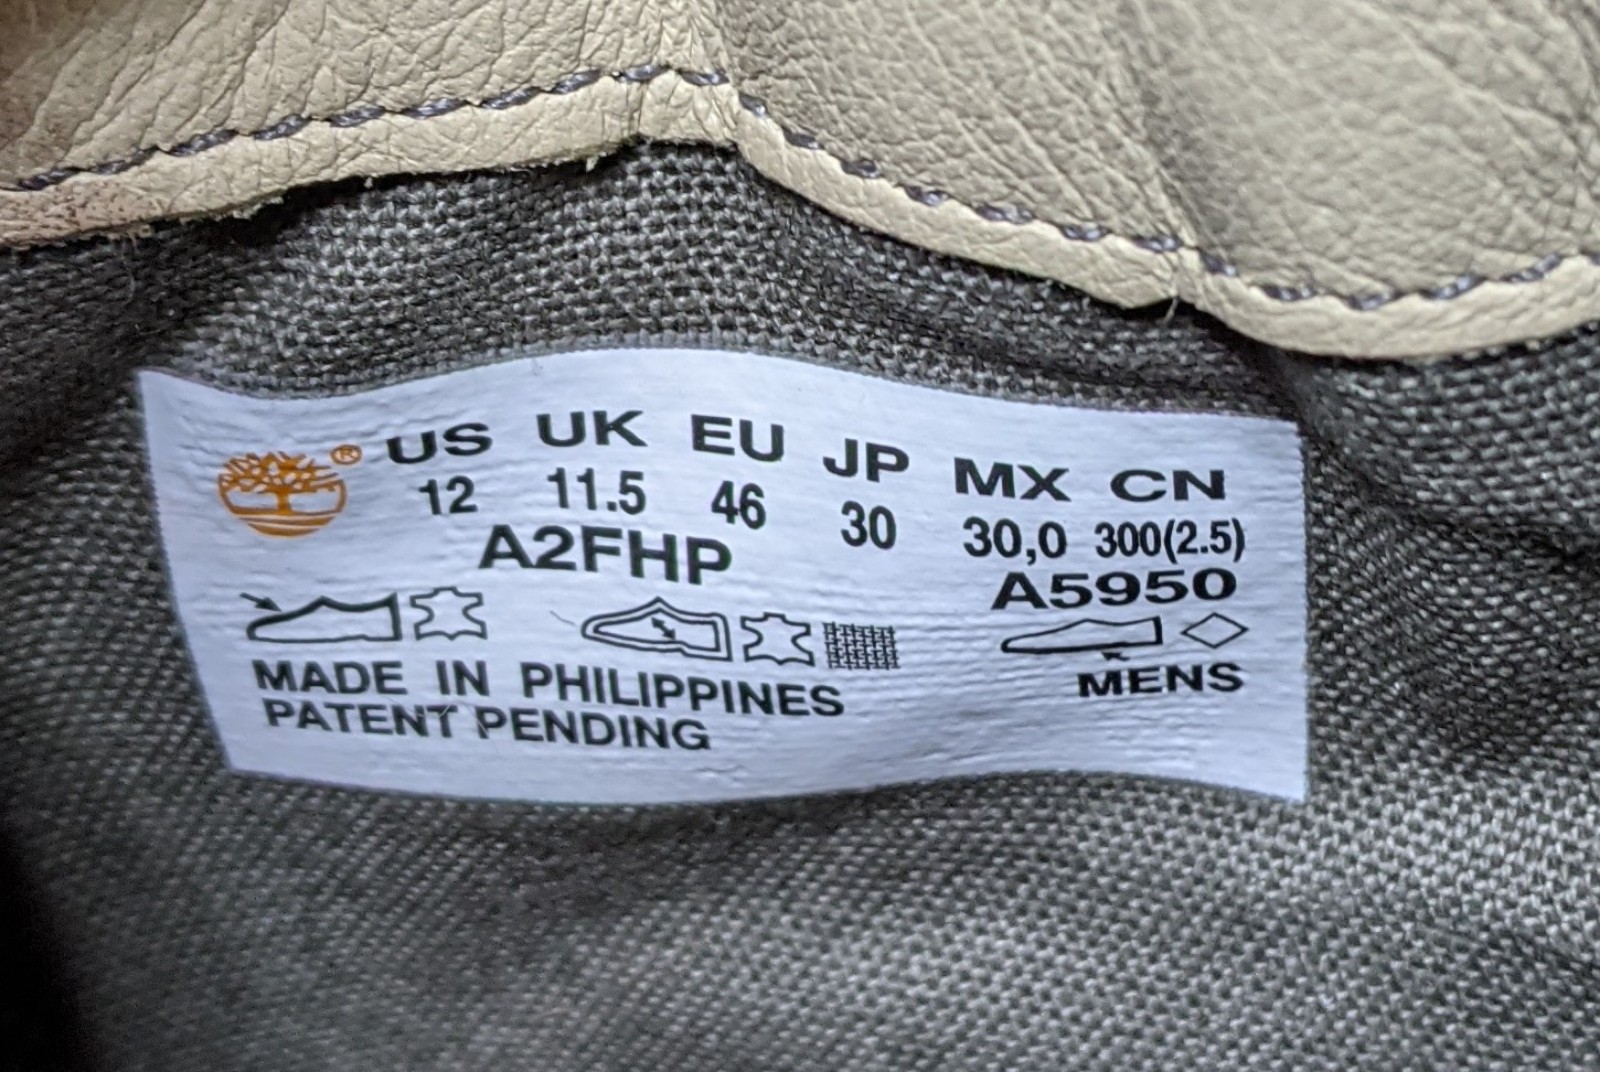 ® US UK EU JP MX CN
12 11.5 46 30 30,0 300(2.5)
A2FHP A5950
MADE IN PHILIPPINES MENS
PATENT PENDING